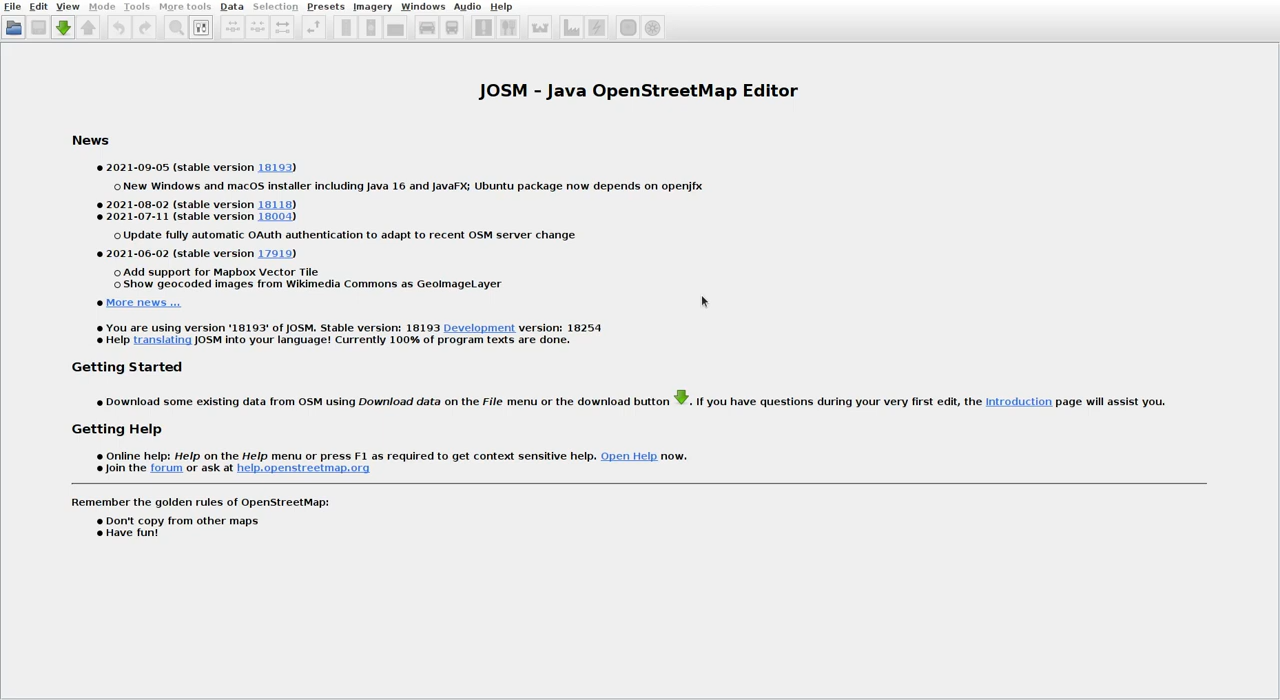 File Edit View Mode Tools More tools Data Selection Presets Imagery Windows Audio Help
JOSM – Java OpenStreetMap Editor
News
2021-09-05 (stable version 18193)
New Windows and macOS installer including Java 16 and JavaFX; Ubuntu package now depends on openjfx
2021-08-02 (stable version 18118)
2021-07-11 (stable version 18004)
Update fully automatic OAuth authentication to adapt to recent OSM server change
2021-06-02 (stable version 17919)
Add support for Mapbox Vector Tile
Show geocoded images from Wikimedia Commons as GeoImageLayer
More news ...
You are using version '18193' of JOSM. Stable version: 18193 Development version: 18254
Help translating JOSM into your language! Currently 100% of program texts are done.
Getting Started
Download some existing data from OSM using Download data on the File menu or the download button . If you have questions during your very first edit, the Introduction page will assist you.
Getting Help
Online help: Help on the Help menu or press F1 as required to get context sensitive help. Open Help now.
Join the forum or ask at help.openstreetmap.org
Remember the golden rules of OpenStreetMap:
Don't copy from other maps
Have fun!